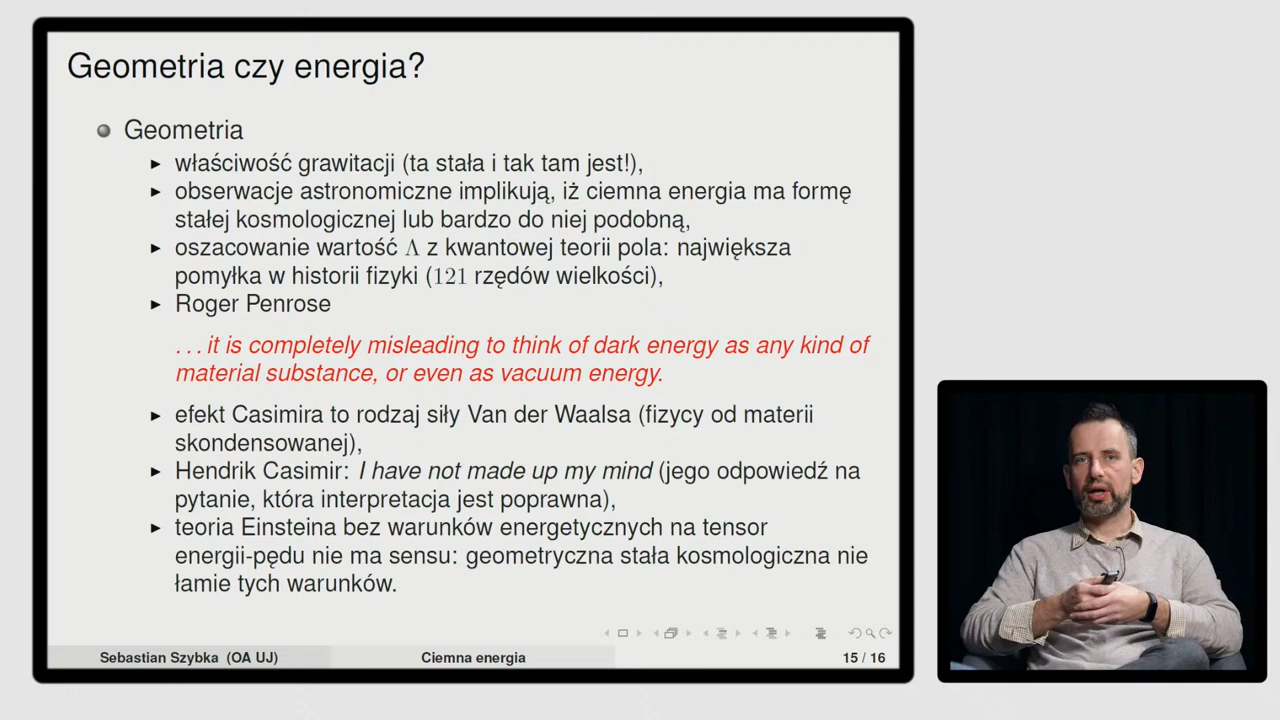 Geometria czy energia?
Geometria
właściwość grawitacji (ta stała i tak tam jest!),
obserwacje astronomiczne implikują, iż ciemna energia ma formę
stałej kosmologicznej lub bardzo do niej podobną,
oszacowanie wartość Λ z kwantowej teorii pola: największa
pomyłka w historii fizyki (121 rzędów wielkości),
Roger Penrose
...it is completely misleading to think of dark energy as any kind of
material substance, or even as vacuum energy.
efekt Casimira to rodzaj siły Van der Waalsa (fizycy od materii
skondensowanej),
Hendrik Casimir: I have not made up my mind (jego odpowiedź na
pytanie, która interpretacja jest poprawna),
teoria Einsteina bez warunków energetycznych na tensor
energii-pędu nie ma sensu: geometryczna stała kosmologiczna nie
łamie tych warunków.
Sebastian Szybka (OA UJ) Ciemna energia 15 / 16